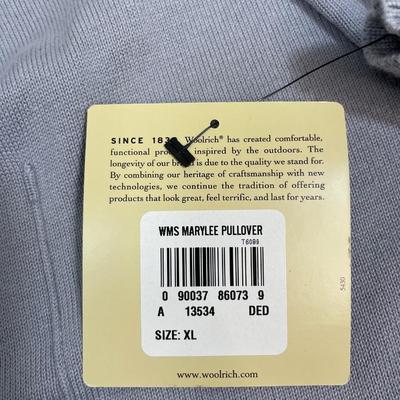 SINCE 183 Woolrich® has created comfortable,
functional pro inspired by the outdoors. The
longevity of our bra is due to the quality we stand for.
By combining our heritage of craftsmanship with new
technologies, we continue the tradition of offering
products that look great, feel terrific, and last for years.
WMS MARYLEE PULLOVER
T6099
0 90037 86073 9
A 13534 DED
SIZE: XL
5430
www.woolrich.com